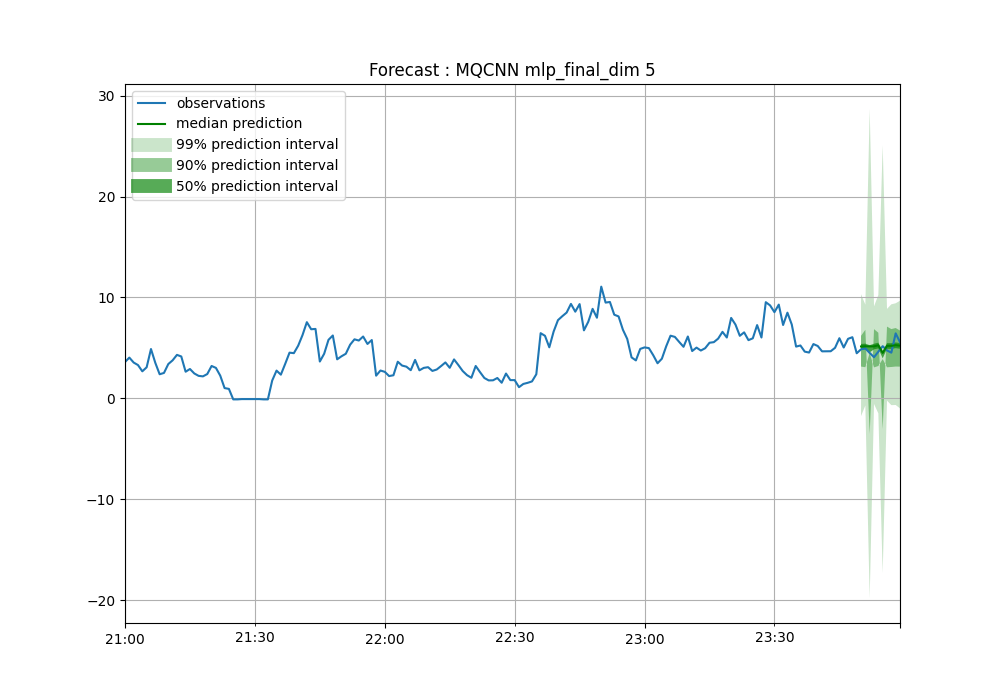 Forecast : MQCNN mlp_final_dim 5
observations
median prediction
99% prediction interval
90% prediction interval
50% prediction interval
30
20
10
0
−10
−20
21:00
21:30
22:00
22:30
23:00
23:30